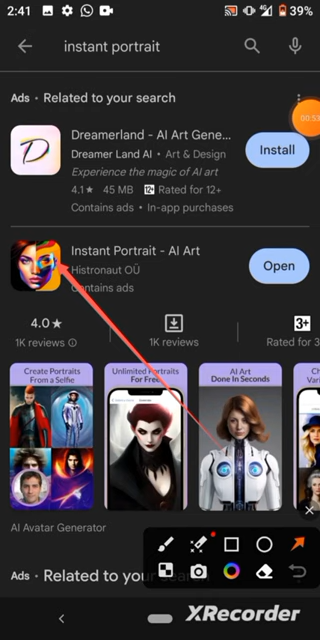 2:41
39%
instant portrait
Ads • Related to your search
00:53
Dreamerland - AI Art Gene...
Dreamer Land AI • Art & Design
Experience the magic of AI art
4.1★ 45 MB 12+ Rated for 12+
Contains ads • In-app purchases
Install
Instant Portrait - AI Art
Histronaut OÜ
Contains ads
Open
4.0★
1K reviews
1K reviews
3+
Rated for 3
Create Portraits
From a Selfie
Unlimited Portraits
For Free
AI Art
Done In Seconds
AI Avatar Generator
Ads • Related to your
XRecorder